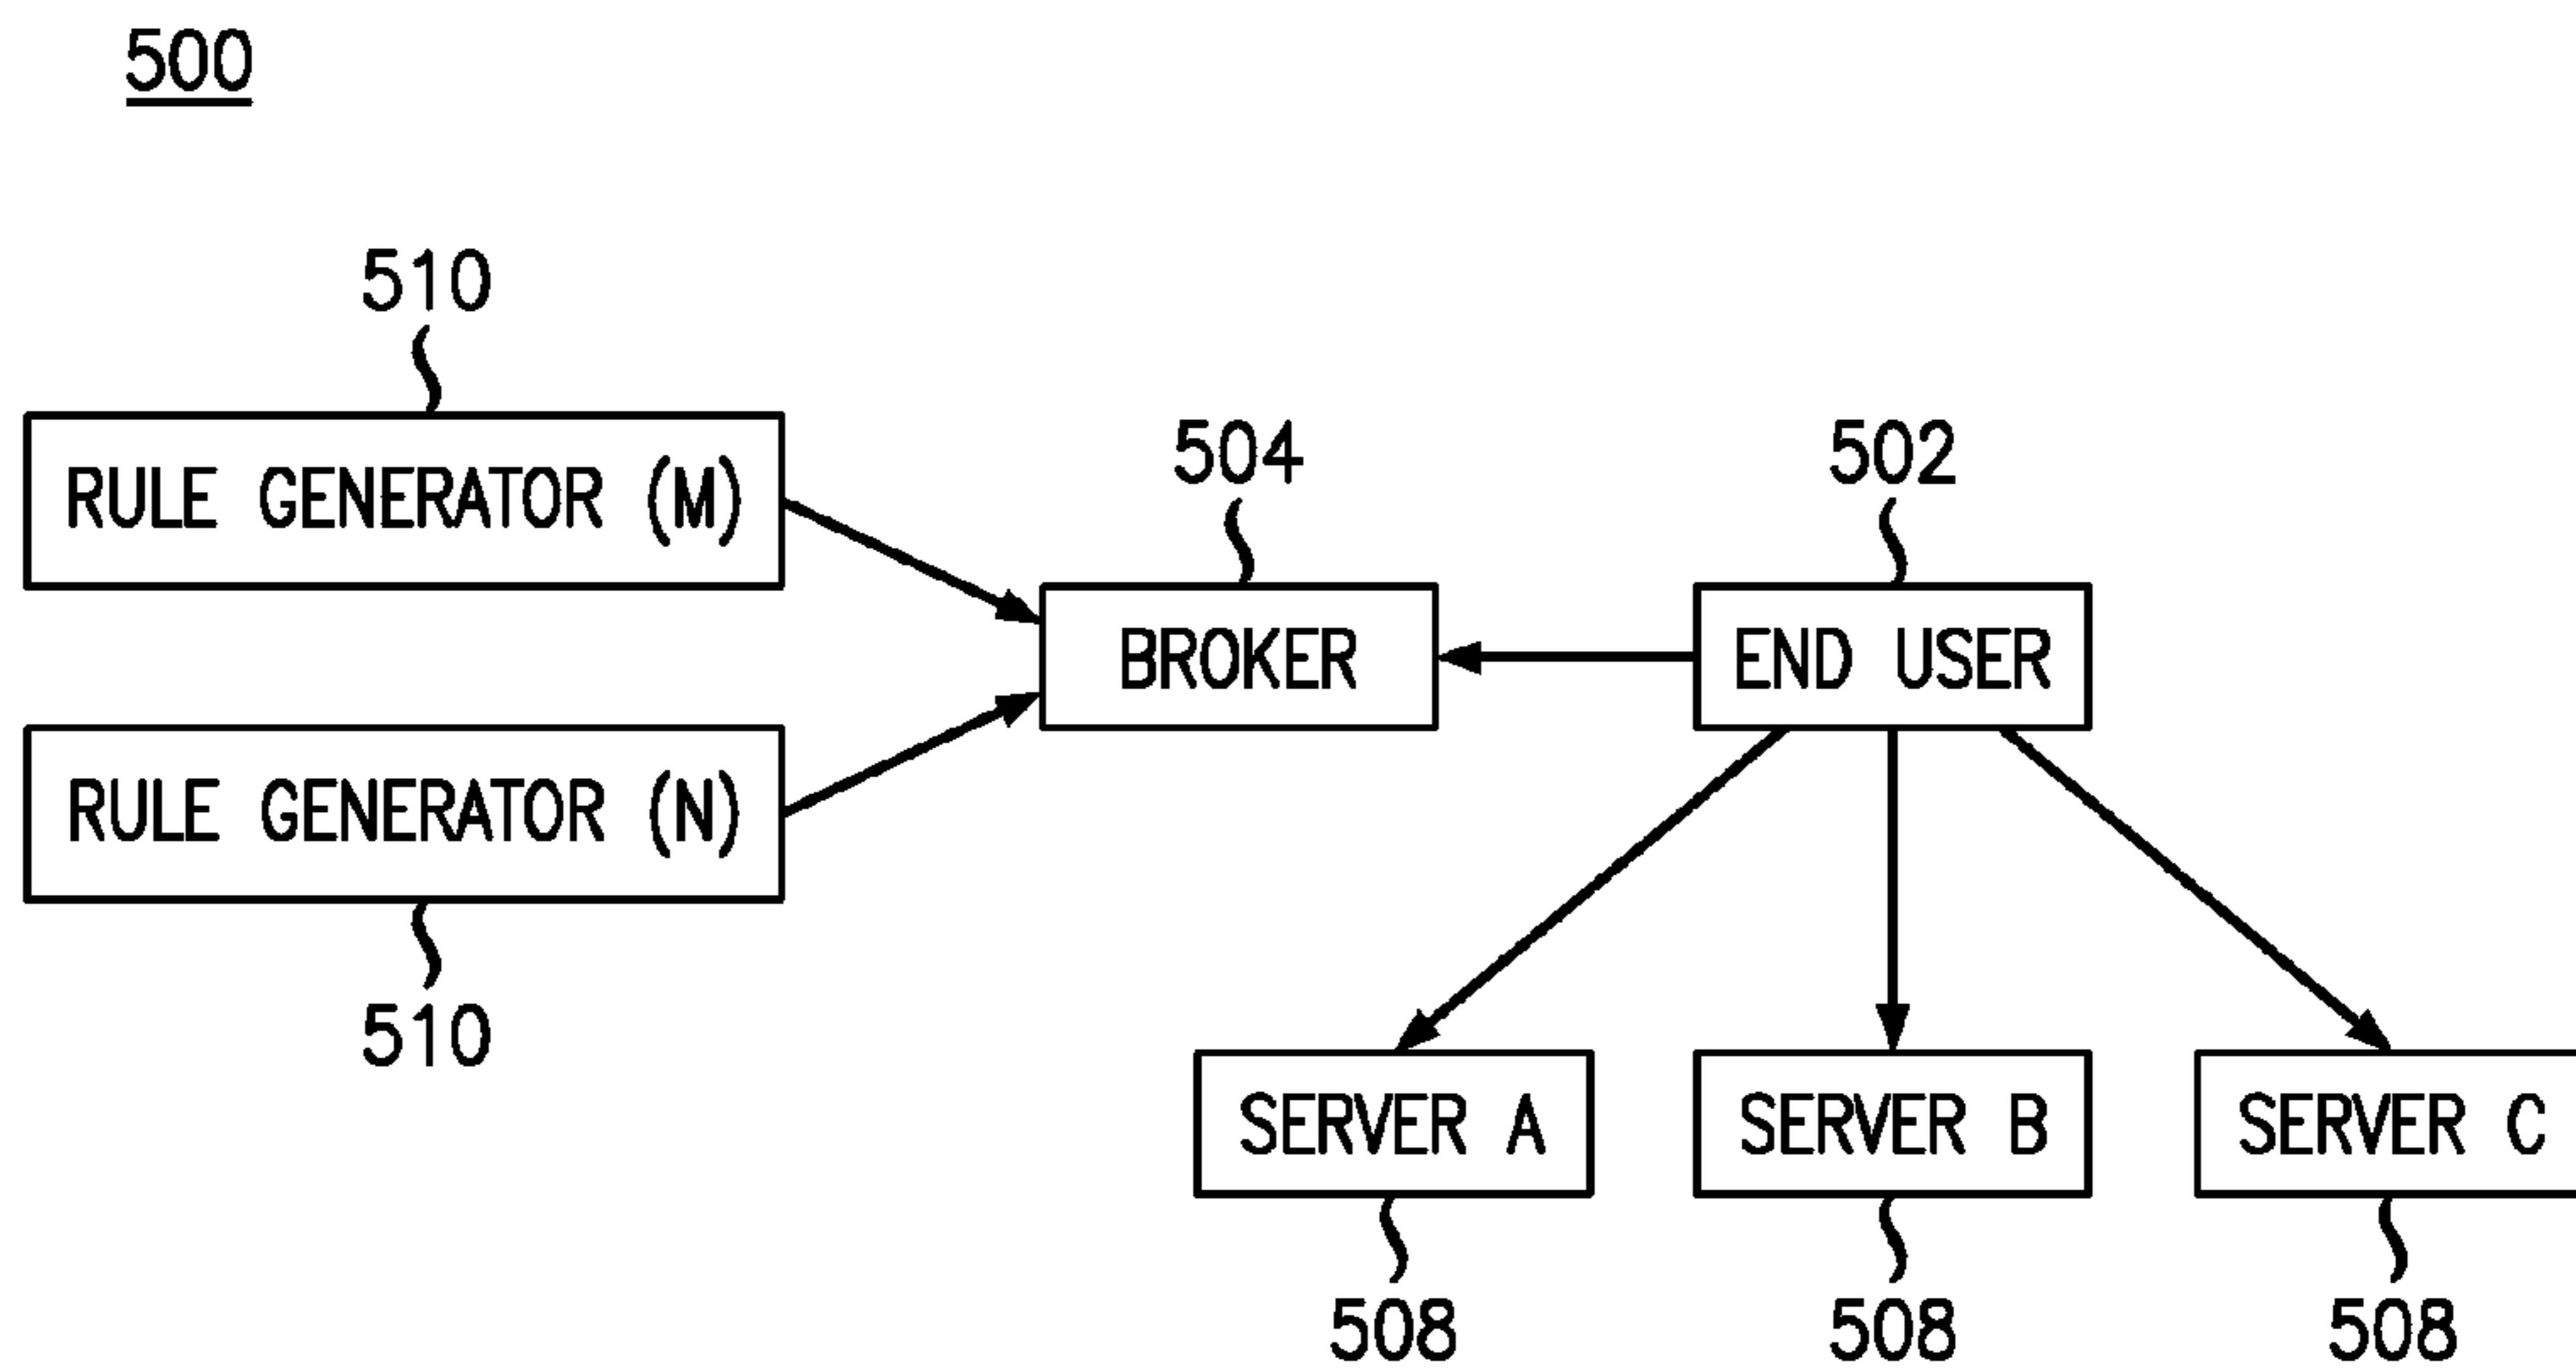 500
510
RULE GENERATOR (M)
504
502
BROKER
END USER
RULE GENERATOR (N)
510
SERVER A
SERVER B
SERVER C
508
508
508